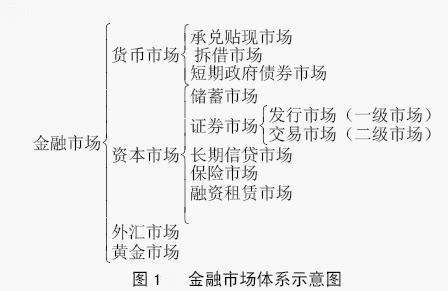 承兑贴现市场
货币市场
拆借市场
短期政府债券市场
储蓄市场
发行市场（一级市场）
证券市场
交易市场（二级市场）
金融市场
资本市场
长期信贷市场
保险市场
融资租赁市场
外汇市场
黄金市场
图 1 金融市场体系示意图